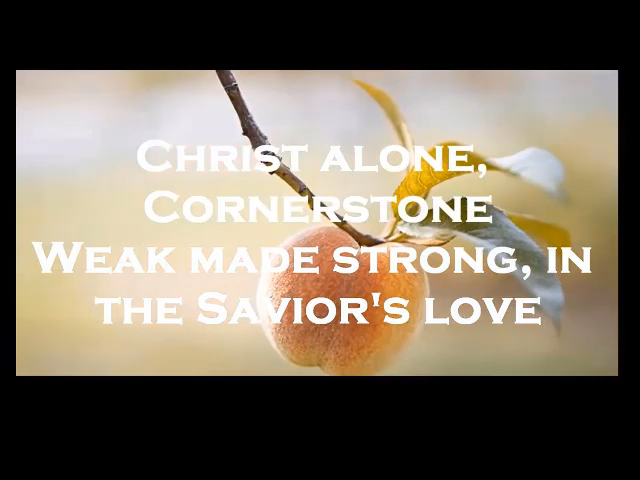 Christ alone,
Cornerstone
Weak made strong, in
the Savior's love